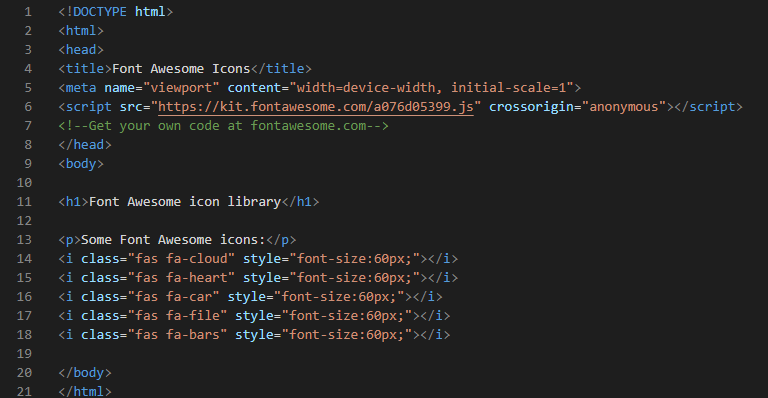 1 <!DOCTYPE html>
2 <html>
3 <head>
4 <title>Font Awesome Icons</title>
5 <meta name="viewport" content="width=device-width, initial-scale=1">
6 <script src="https://kit.fontawesome.com/a076d05399.js" crossorigin="anonymous"></script>
7 <!--Get your own code at fontawesome.com-->
8 </head>
9 <body>
10
11 <h1>Font Awesome icon library</h1>
12
13 <p>Some Font Awesome icons:</p>
14 <i class="fas fa-cloud" style="font-size:60px;"></i>
15 <i class="fas fa-heart" style="font-size:60px;"></i>
16 <i class="fas fa-car" style="font-size:60px;"></i>
17 <i class="fas fa-file" style="font-size:60px;"></i>
18 <i class="fas fa-bars" style="font-size:60px;"></i>
19
20 </body>
21 </html>